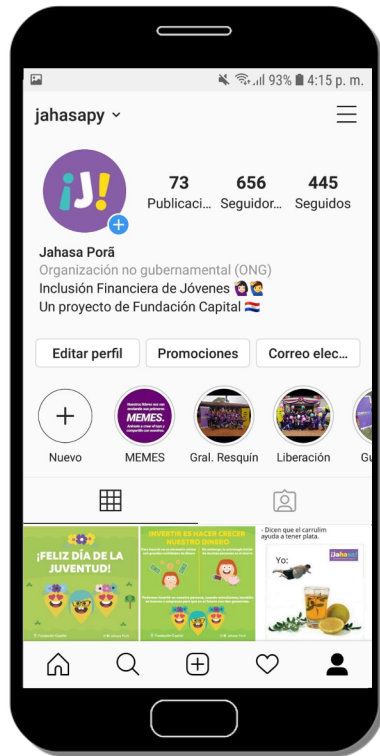 93% 4:15 p. m.
jahasapy
¡J!
73 656 445
Publicaci... Seguidor... Seguidos
Jahasa Porã
Organización no gubernamental (ONG)
Inclusión Financiera de Jóvenes
Un proyecto de Fundación Capital
Editar perfil Promociones Correo elec...
MEMES.
Nuevo MEMES Gral. Resquín Liberación Gu
¡FELIZ DÍA DE LA
JUVENTUD!
INVERTIR ES HACER CRECER
NUESTRO DINERO
- Dicen que el carrulim
ayuda a tener plata.
¡Jahasa!
Yo: